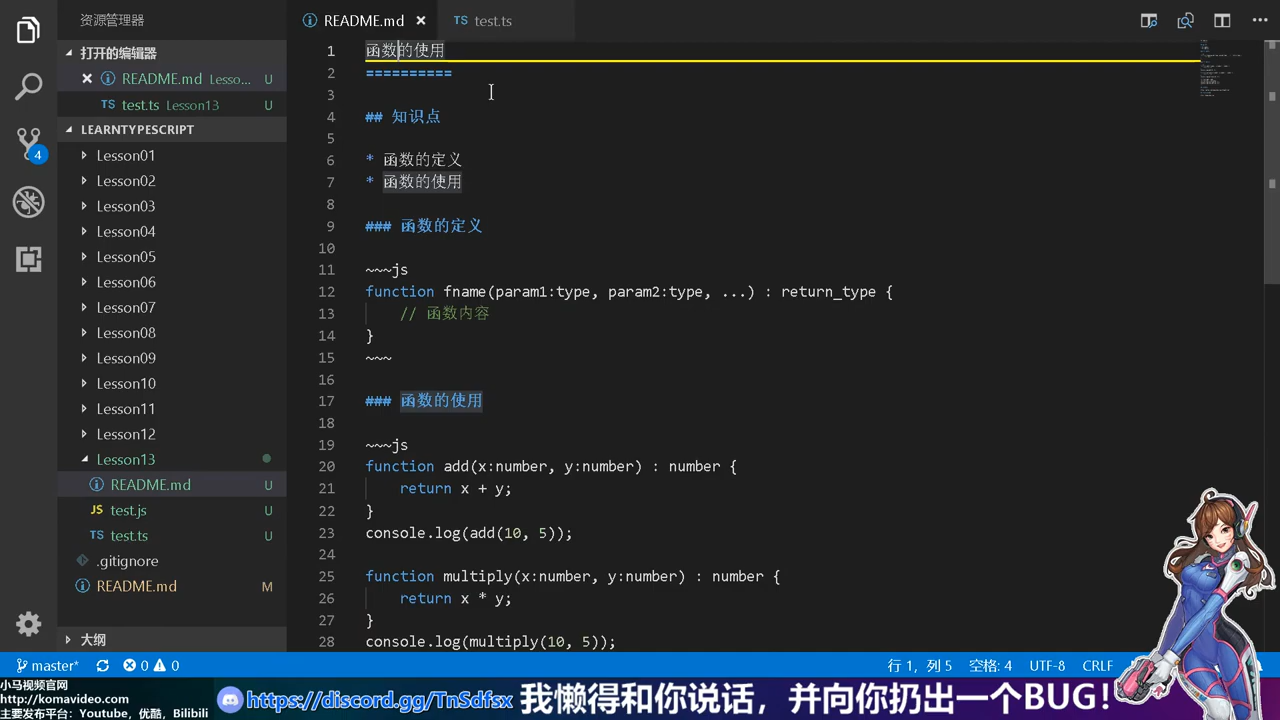 资源管理器
README.md
test.ts
打开的编辑器
README.md Lesso... U
TS test.ts Lesson13 U
LEARNTYPESCRIPT
Lesson01
Lesson02
Lesson03
Lesson04
Lesson05
Lesson06
Lesson07
Lesson08
Lesson09
Lesson10
Lesson11
Lesson12
Lesson13
README.md U
JS test.js U
TS test.ts U
.gitignore
README.md M
大纲
4
TS
1 函数的使用
2 ==========
3
4 ## 知识点
5
6 * 函数的定义
7 * 函数的使用
8
9 ### 函数的定义
10
11 ~~~js
12 function fname(param1:type, param2:type, ...) : return_type {
13 // 函数内容
14 }
15 ~~~
16
17 ### 函数的使用
18
19 ~~~js
20 function add(x:number, y:number) : number {
21 return x + y;
22 }
23 console.log(add(10, 5));
24
25 function multiply(x:number, y:number) : number {
26 return x * y;
27 }
28 console.log(multiply(10, 5));
master* 0 0
行 1，列 5 空格: 4 UTF-8 CRLF
小马视频官网
http://komavideo.com
主要发布平台: Youtube，优酷，Bilibili
https://discord.gg/TnSdfsx 我懒得和你说话，并向你扔出一个BUG!